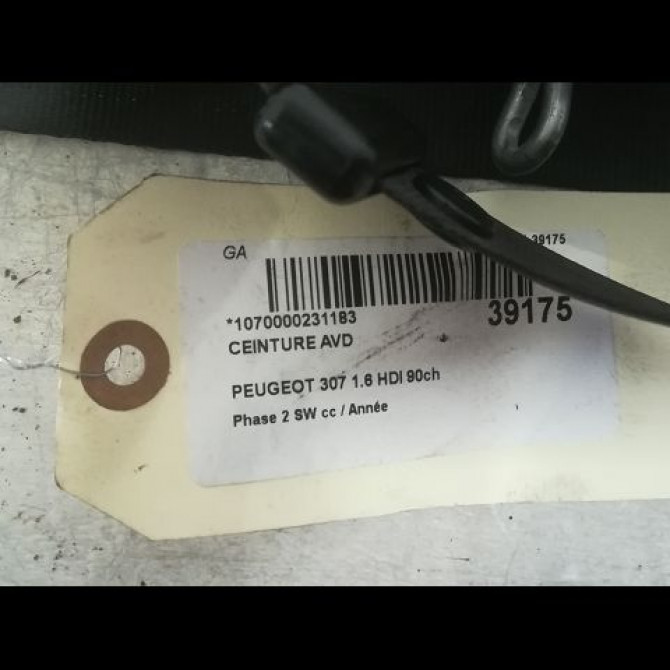 GA
39175
*1070000231183
39175
CEINTURE AVD
PEUGEOT 307 1.6 HDI 90ch
Phase 2 SW cc / Année